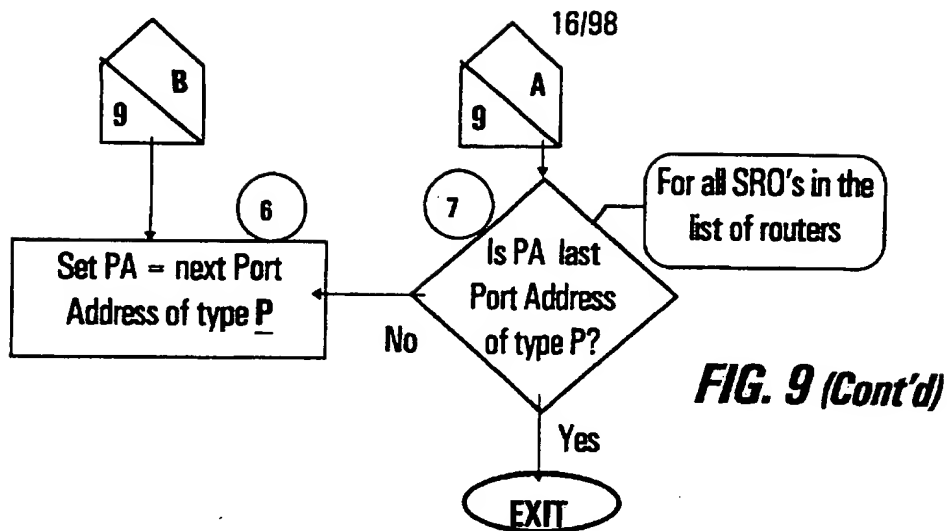 16/98
B
9
A
9
6
7
For all SRO's in the
list of routers
Set PA = next Port
Address of type P
Is PA last
Port Address
of type P?
No
FIG. 9 (Cont'd)
Yes
EXIT